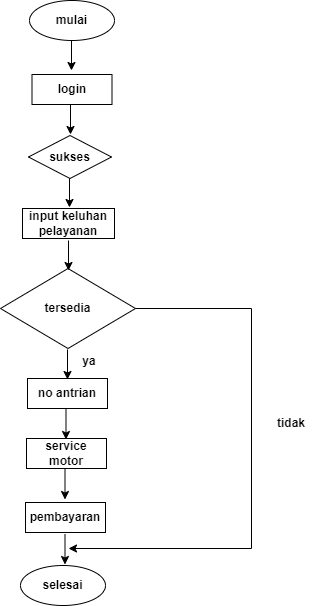 mulai
login
sukses
input keluhan
pelayanan
tersedia
ya
no antrian
tidak
service
motor
pembayaran
selesai